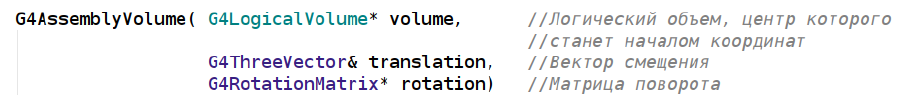 G4AssemblyVolume( G4LogicalVolume* volume, //Логический объем, центр которого
//станет началом координат
G4ThreeVector& translation, //Вектор смещения
G4RotationMatrix* rotation) //Матрица поворота